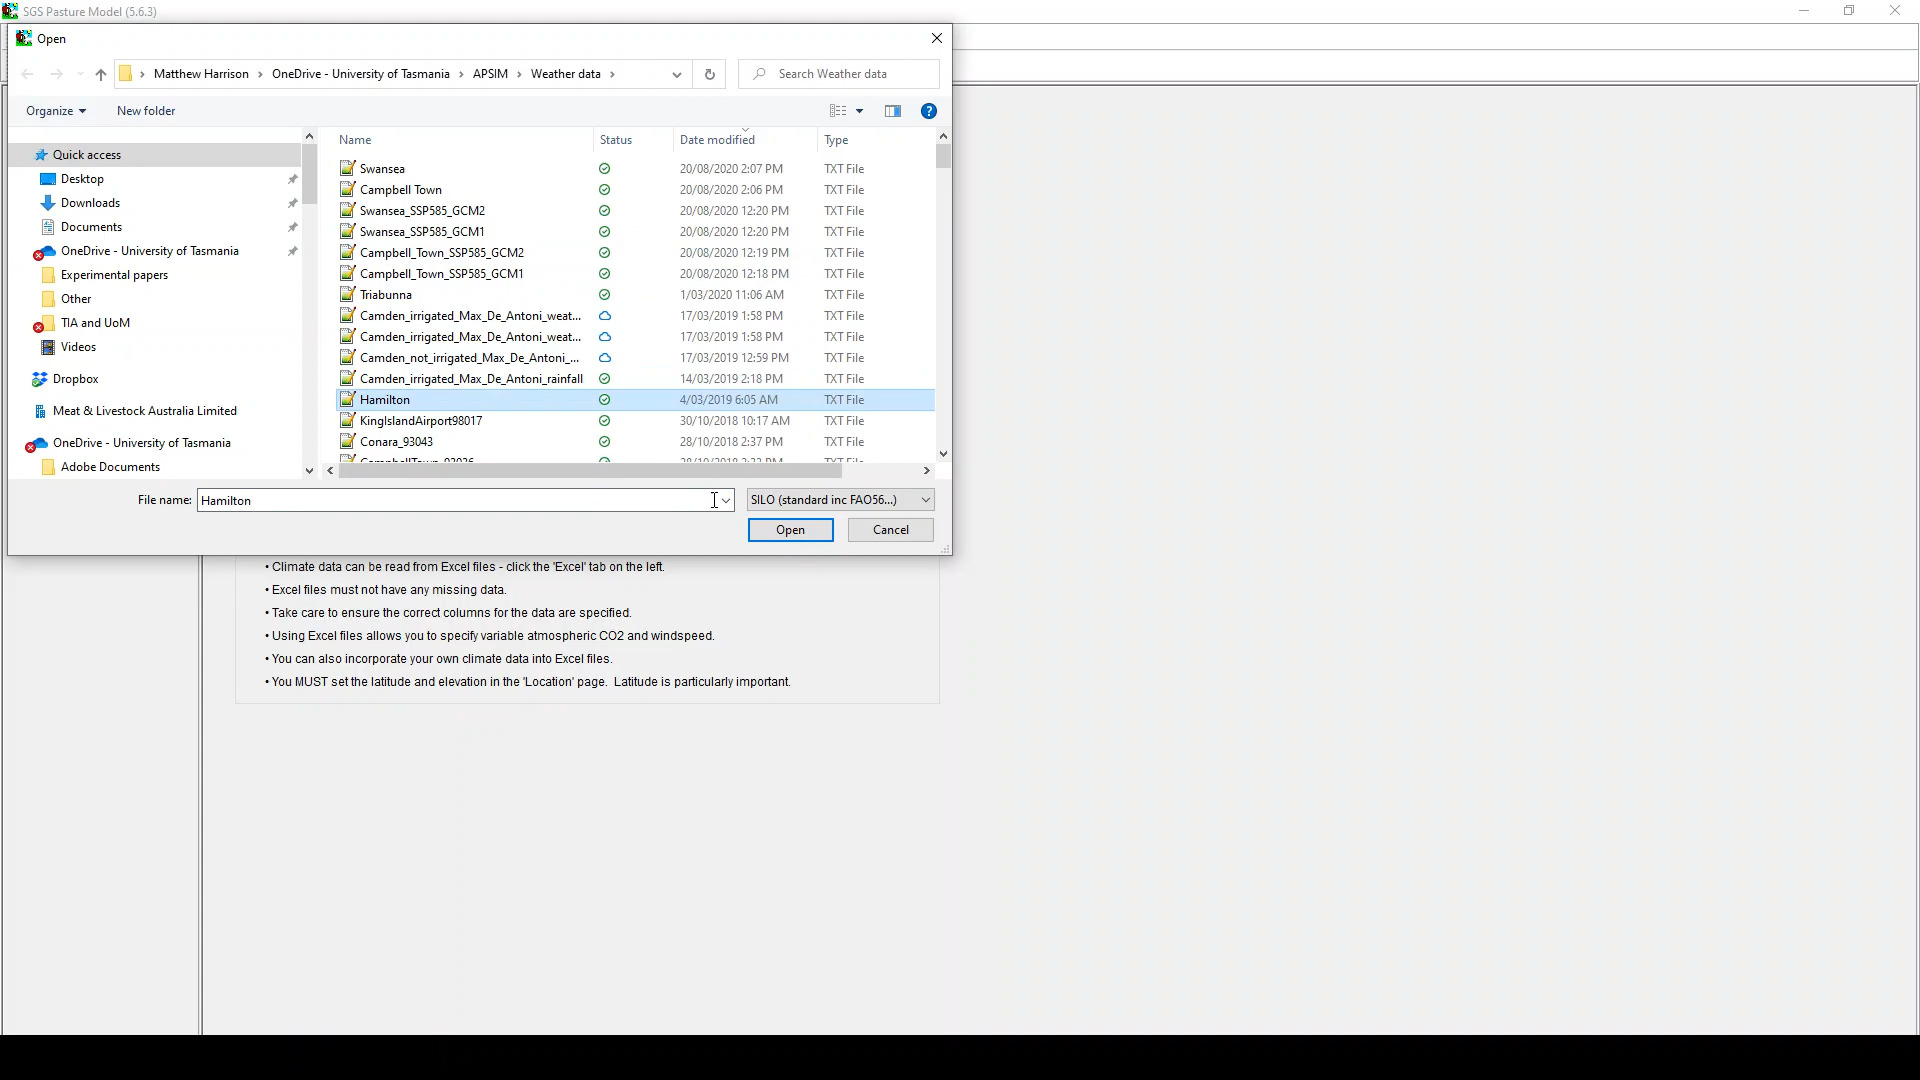 SGS Pasture Model (5.6.3)
Open
Matthew Harrison > OneDrive - University of Tasmania > APSIM > Weather data >
Search Weather data
Organize
New folder
Name Status Date modified Type
Quick access
Desktop
Downloads
Documents
OneDrive - University of Tasmania
Experimental papers
Other
TIA and UoM
Videos
Dropbox
Meat & Livestock Australia Limited
OneDrive - University of Tasmania
Adobe Documents
Swansea 20/08/2020 2:07 PM TXT File
Campbell Town 20/08/2020 2:06 PM TXT File
Swansea_SSP585_GCM2 20/08/2020 12:20 PM TXT File
Swansea_SSP585_GCM1 20/08/2020 12:20 PM TXT File
Campbell_Town_SSP585_GCM2 20/08/2020 12:19 PM TXT File
Campbell_Town_SSP585_GCM1 20/08/2020 12:18 PM TXT File
Triabunna 1/03/2020 11:06 AM TXT File
Camden_irrigated_Max_De_Antoni_weat... 17/03/2019 1:58 PM TXT File
Camden_irrigated_Max_De_Antoni_weat... 17/03/2019 1:58 PM TXT File
Camden_not_irrigated_Max_De_Antoni_... 17/03/2019 12:59 PM TXT File
Camden_irrigated_Max_De_Antoni_rainfall 14/03/2019 2:18 PM TXT File
Hamilton 4/03/2019 6:05 AM TXT File
KingIslandAirport98017 30/10/2018 10:17 AM TXT File
Conara_93043 28/10/2018 2:37 PM TXT File
File name: Hamilton
SILO (standard inc FAO56...)
Open
Cancel
• Climate data can be read from Excel files - click the 'Excel' tab on the left.
• Excel files must not have any missing data.
• Take care to ensure the correct columns for the data are specified.
• Using Excel files allows you to specify variable atmospheric CO2 and windspeed.
• You can also incorporate your own climate data into Excel files.
• You MUST set the latitude and elevation in the 'Location' page. Latitude is particularly important.